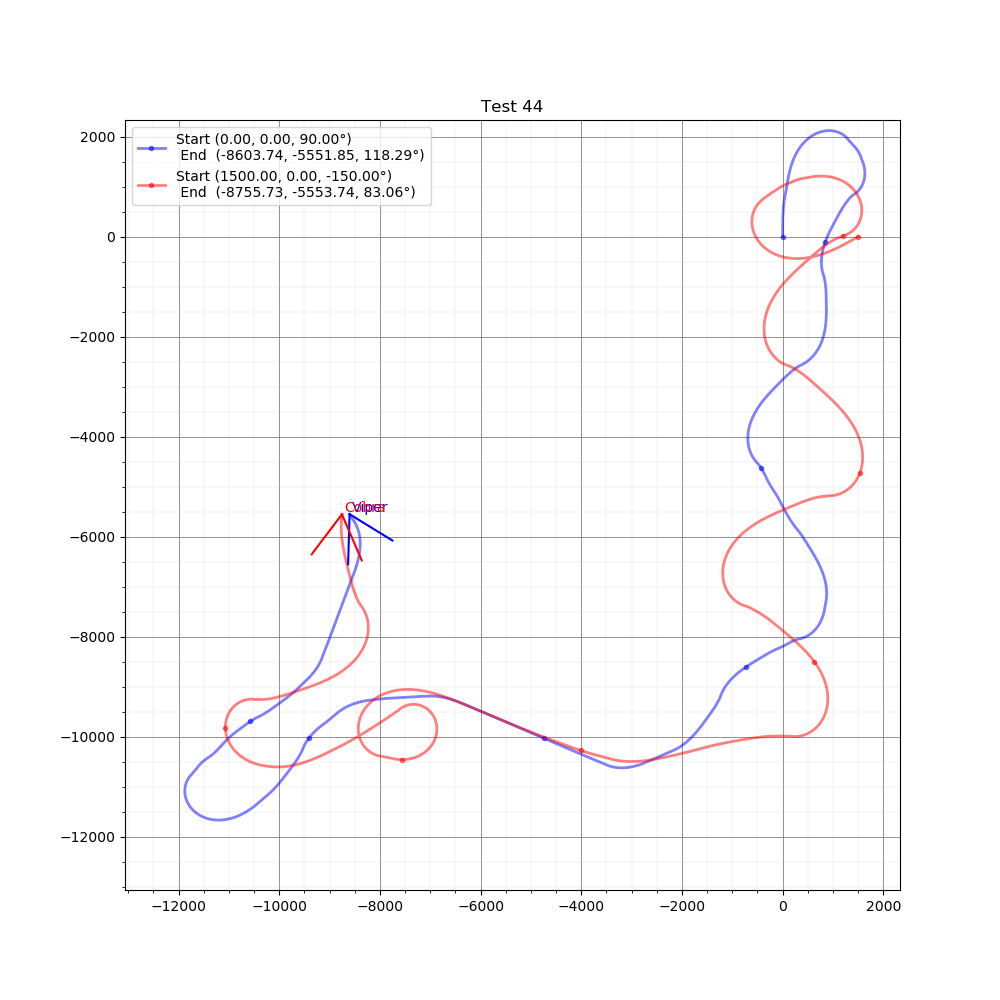 Test 44
Start (0.00, 0.00, 90.00°)
End (-8603.74, -5551.85, 118.29°)
Start (1500.00, 0.00, -150.00°)
End (-8755.73, -5553.74, 83.06°)
2000
0
−2000
−4000
−6000
−8000
−10000
−12000
Viper
−12000 −10000 −8000 −6000 −4000 −2000 0 2000